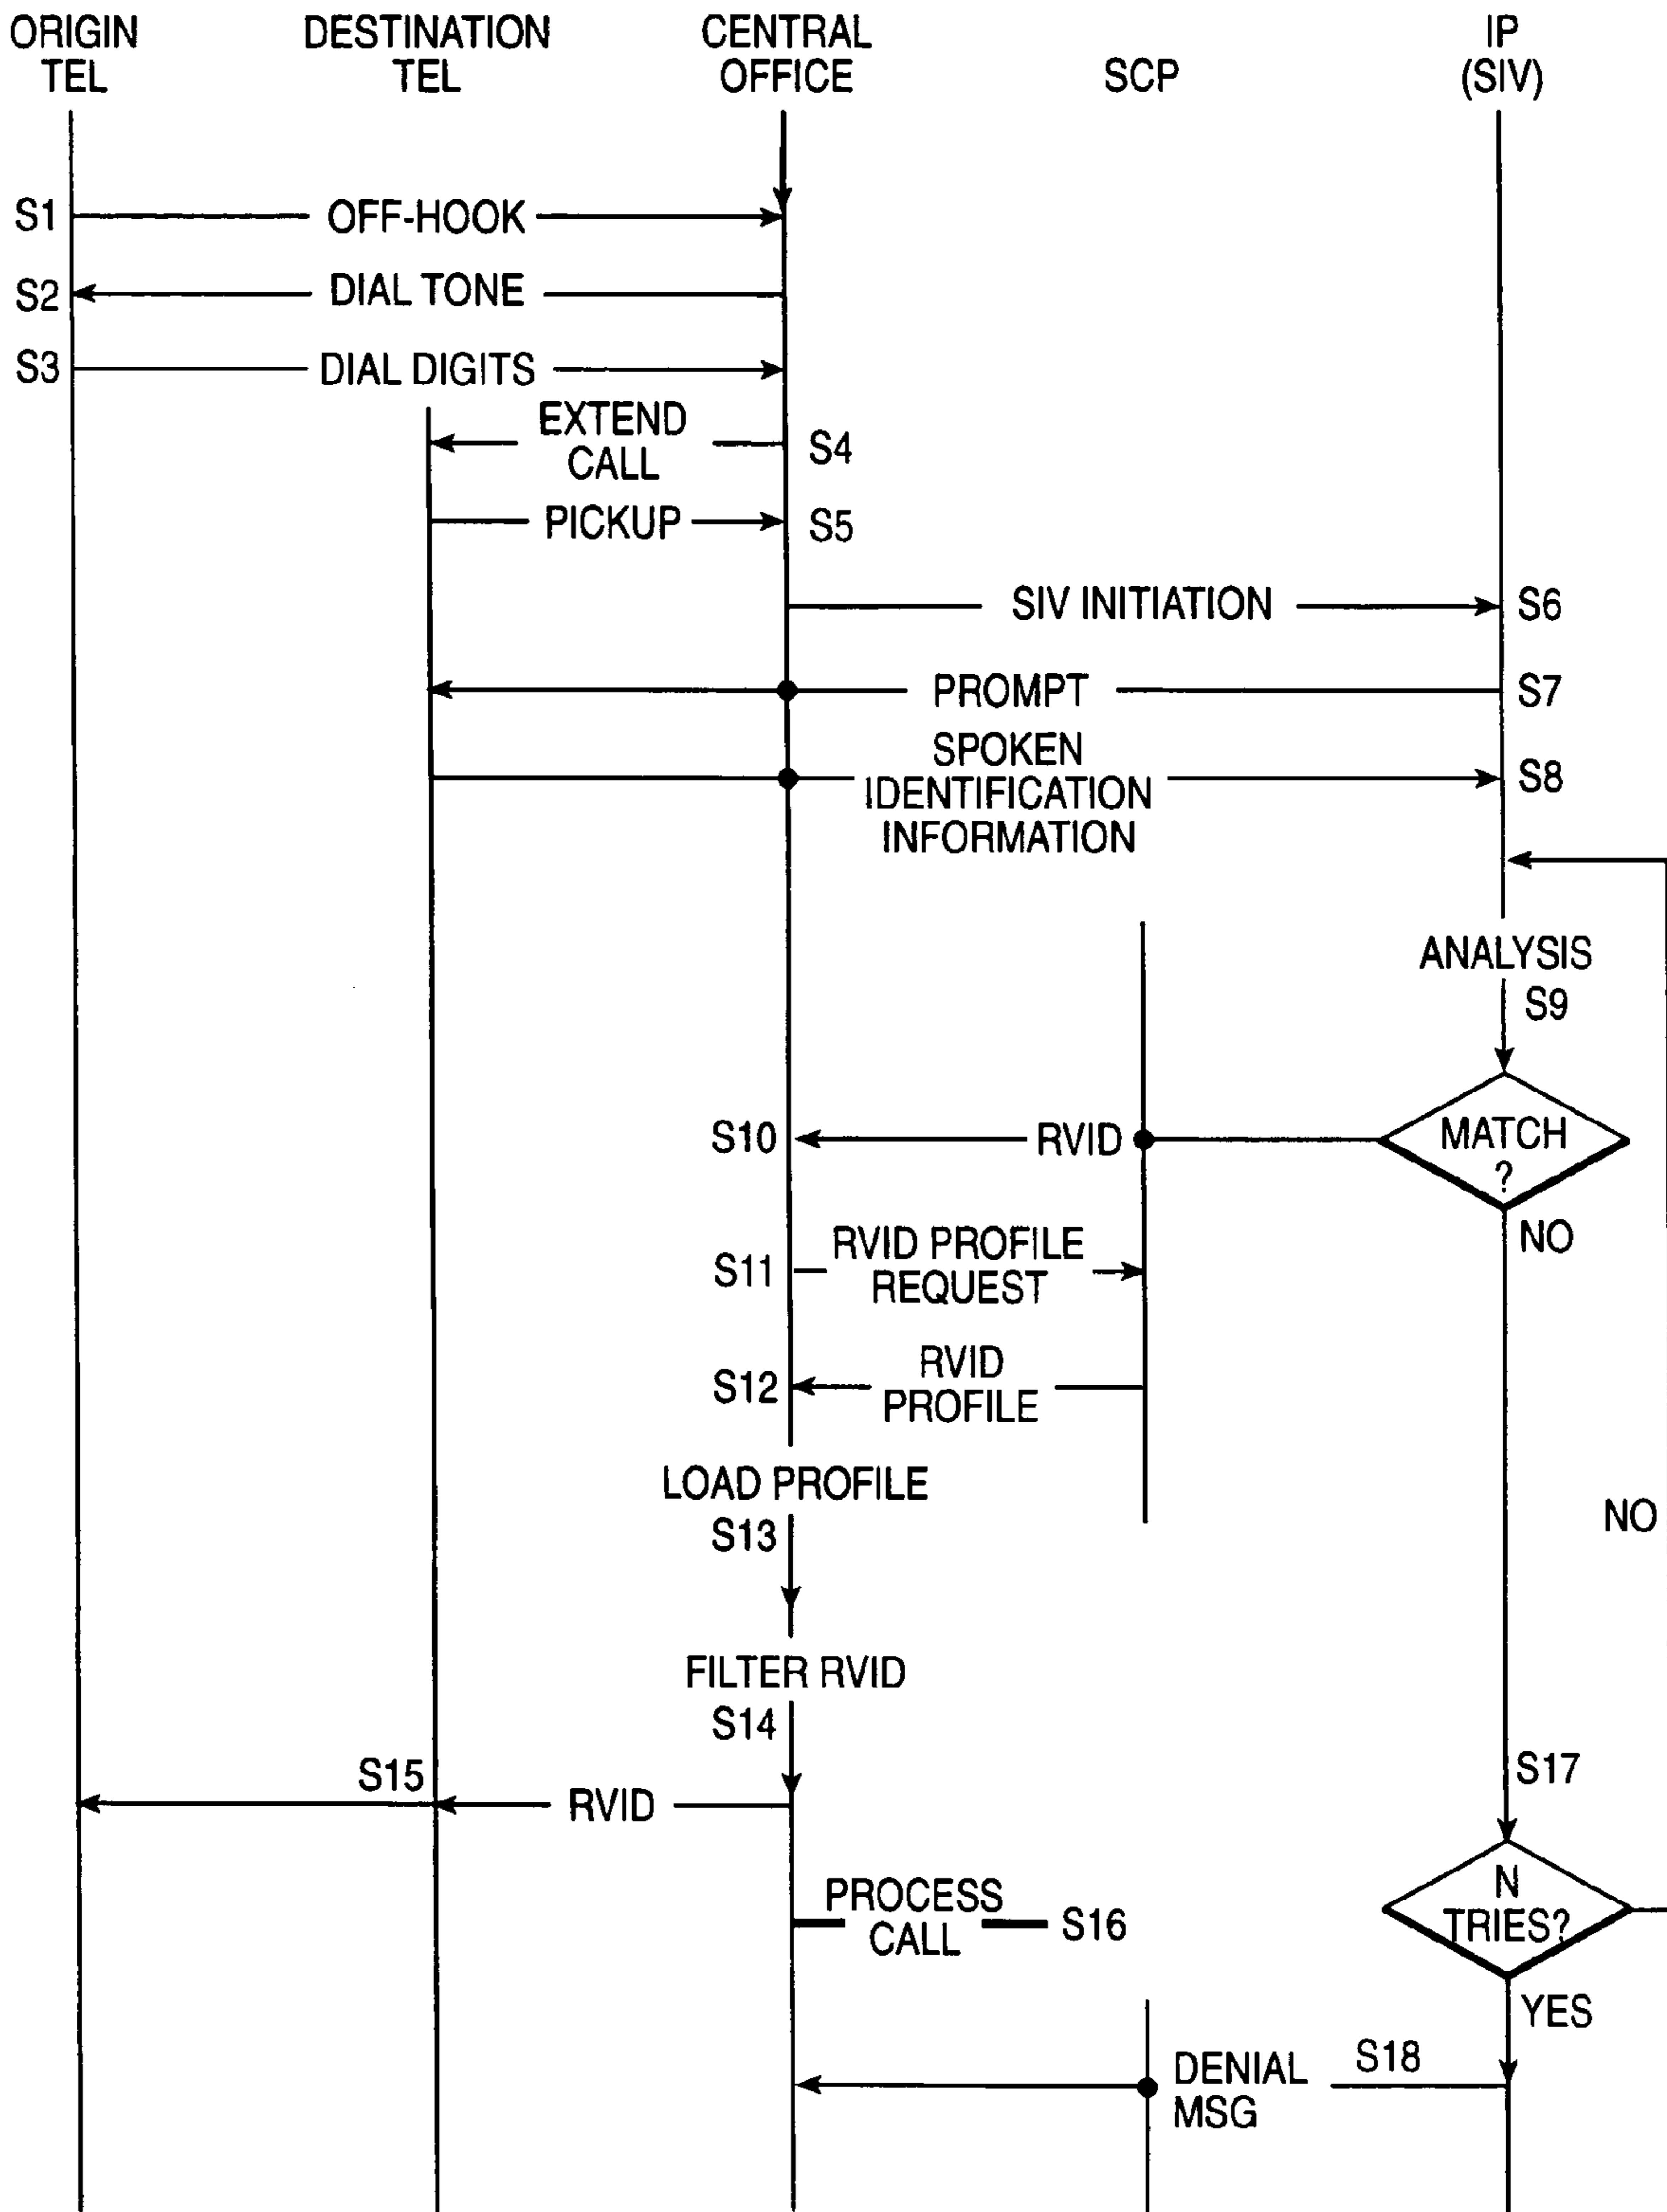 ORIGIN
TEL
DESTINATION
TEL
CENTRAL
OFFICE
SCP
IP
(SIV)
S1
OFF-HOOK
S2
DIAL TONE
S3
DIAL DIGITS
EXTEND
CALL
S4
PICKUP
S5
SIV INITIATION
S6
PROMPT
S7
SPOKEN
IDENTIFICATION
INFORMATION
S8
ANALYSIS
S9
S10
RVID
MATCH
?
NO
S11
RVID PROFILE
REQUEST
S12
RVID
PROFILE
LOAD PROFILE
S13
NO
FILTER RVID
S14
S15
RVID
S17
N
TRIES?
PROCESS
CALL
S16
YES
DENIAL
MSG
S18